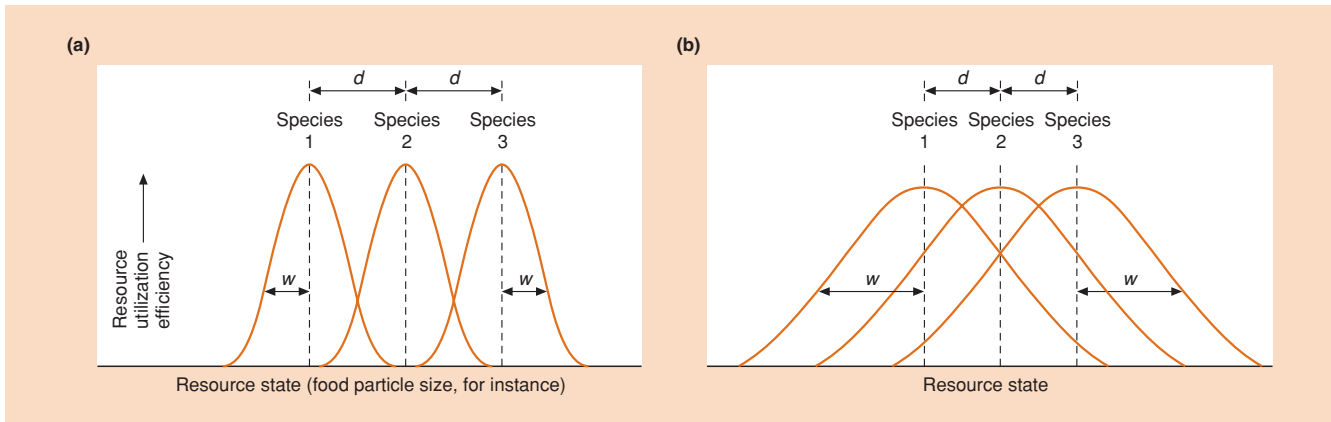 (a)
d d
Species Species Species
1 2 3
Resource
utilization
efficiency
w w
Resource state (food particle size, for instance)
(b)
d d
Species Species Species
1 2 3
w w
Resource state